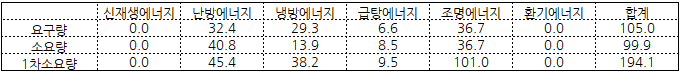 신재생에너지 난방에너지 냉방에너지 급탕에너지 조명에너지 환기에너지 합계
요구량 0.0 32.4 29.3 6.6 36.7 0.0 105.0
소요량 0.0 40.8 13.9 8.5 36.7 0.0 99.9
1차소요량 0.0 45.4 38.2 9.5 101.0 0.0 194.1